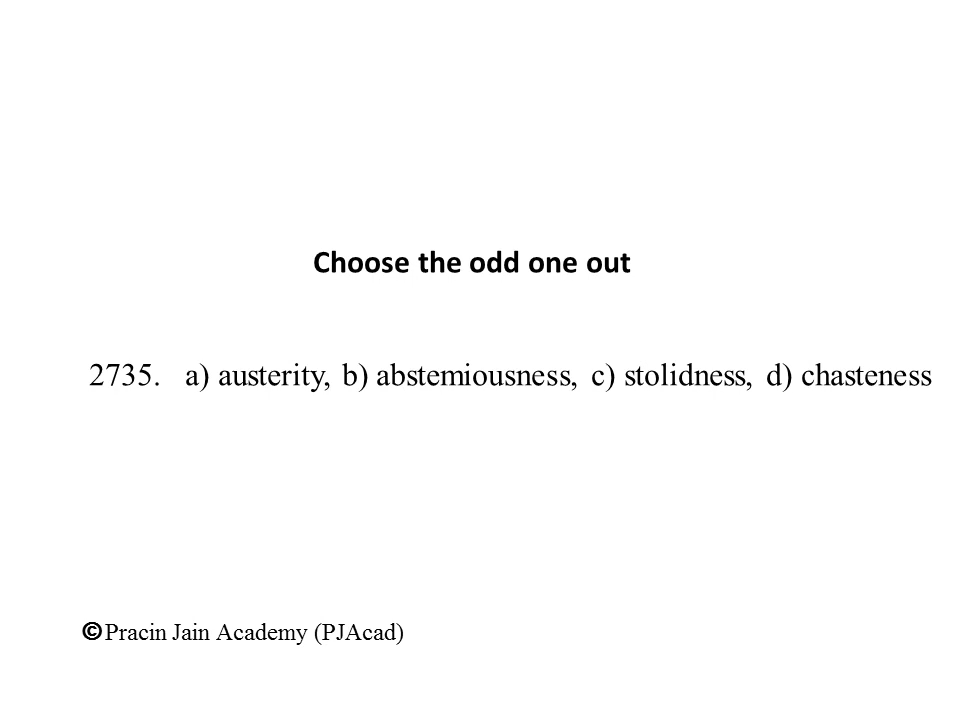 Choose the odd one out
2735. a) austerity, b) abstemiousness, c) stolidness, d) chasteness
©Pracin Jain Academy (PJAcad)